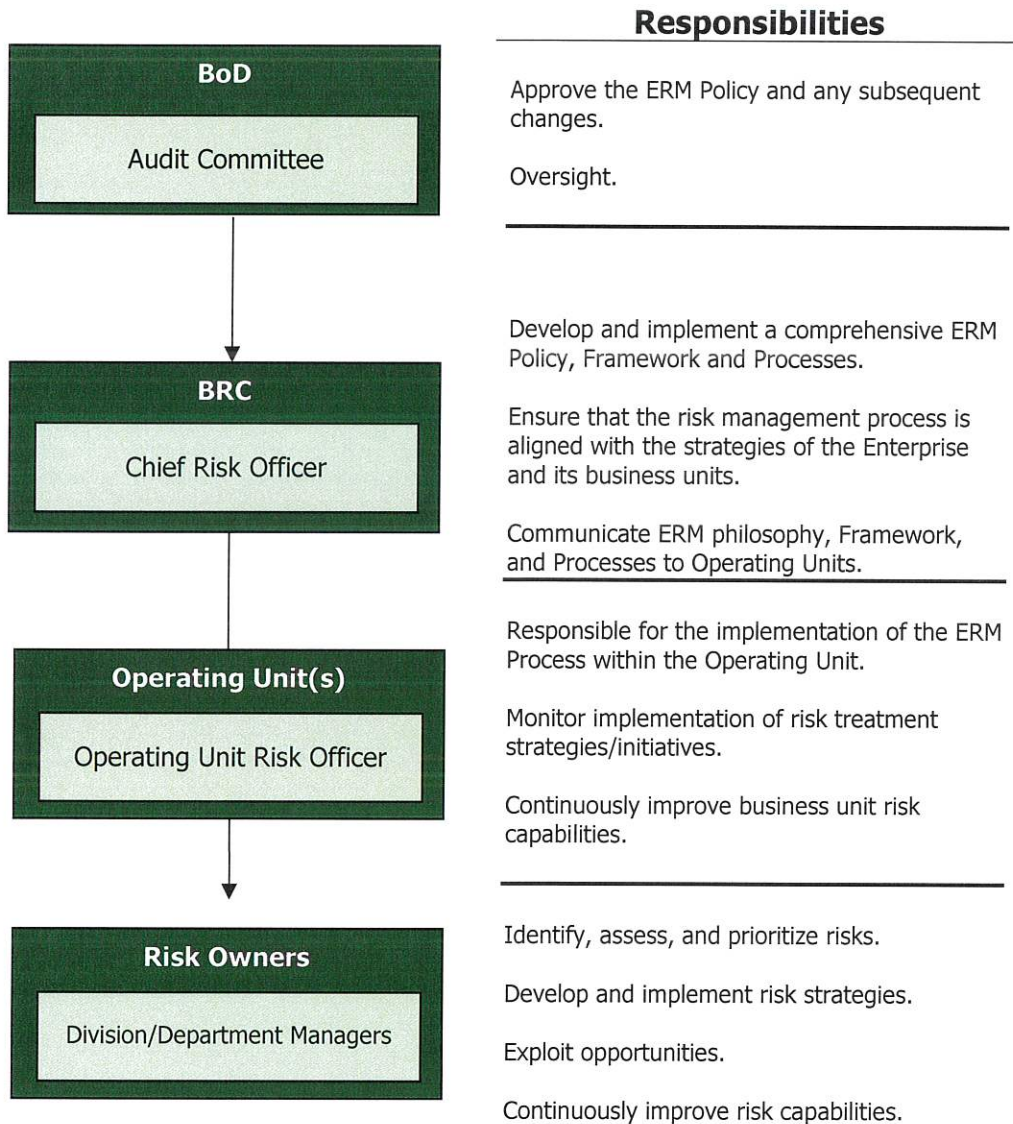 Responsibilities
BoD
Audit Committee
Approve the ERM Policy and any subsequent
changes.
Oversight.
BRC
Chief Risk Officer
Develop and implement a comprehensive ERM
Policy, Framework and Processes.
Ensure that the risk management process is
aligned with the strategies of the Enterprise
and its business units.
Communicate ERM philosophy, Framework,
and Processes to Operating Units.
Operating Unit(s)
Operating Unit Risk Officer
Responsible for the implementation of the ERM
Process within the Operating Unit.
Monitor implementation of risk treatment
strategies/initiatives.
Continuously improve business unit risk
capabilities.
Risk Owners
Division/Department Managers
Identify, assess, and prioritize risks.
Develop and implement risk strategies.
Exploit opportunities.
Continuously improve risk capabilities.